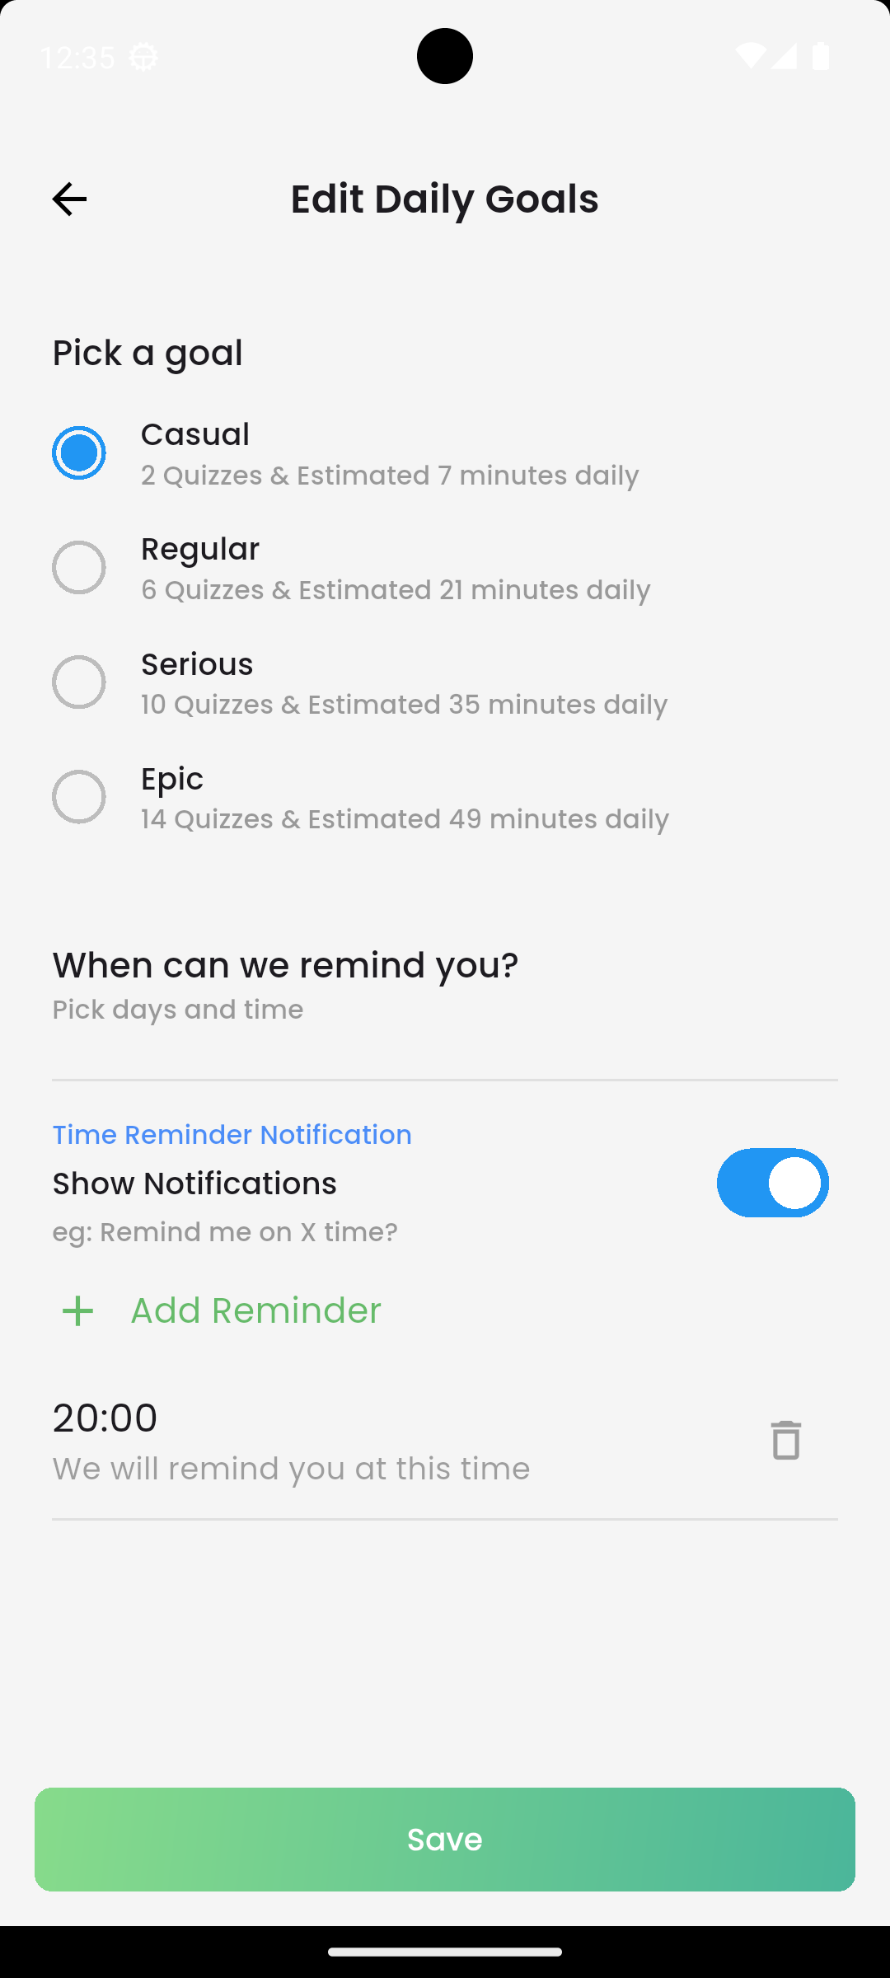 12:35
Edit Daily Goals
Pick a goal
Casual
2 Quizzes & Estimated 7 minutes daily
Regular
6 Quizzes & Estimated 21 minutes daily
Serious
10 Quizzes & Estimated 35 minutes daily
Epic
14 Quizzes & Estimated 49 minutes daily
When can we remind you?
Pick days and time
Time Reminder Notification
Show Notifications
eg: Remind me on X time?
+ Add Reminder
20:00
We will remind you at this time
Save